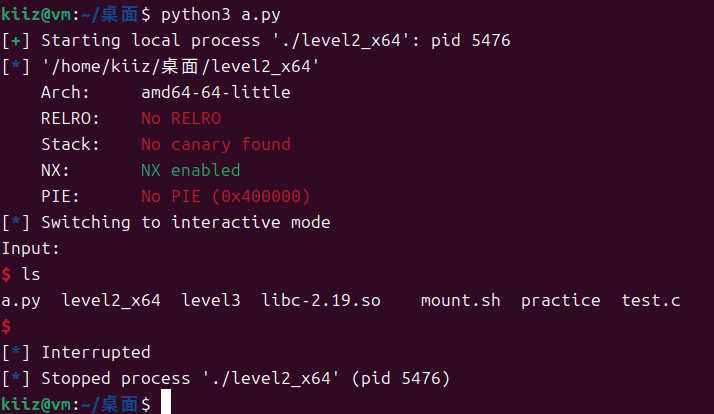 kiiz@vm:~/桌面$ python3 a.py
[+] Starting local process './level2_x64': pid 5476
[*] '/home/kiiz/桌面/level2_x64'
    Arch:     amd64-64-little
    RELRO:    No RELRO
    Stack:    No canary found
    NX:       NX enabled
    PIE:      No PIE (0x400000)
[*] Switching to interactive mode
Input:
$ ls
a.py  level2_x64  level3  libc-2.19.so    mount.sh  practice  test.c
$
[*] Interrupted
[*] Stopped process './level2_x64' (pid 5476)
kiiz@vm:~/桌面$